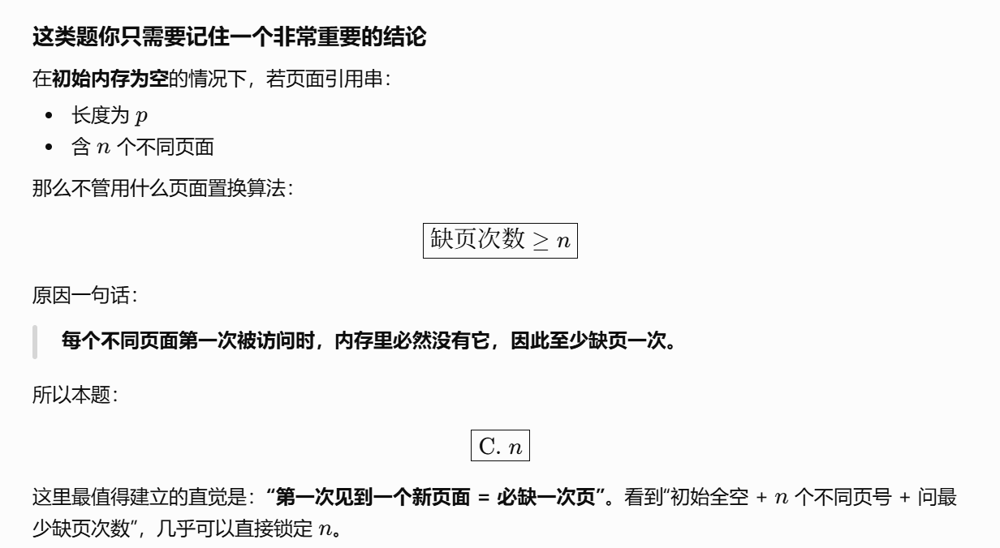 这类题你只需要记住一个非常重要的结论
在初始内存为空的情况下，若页面引用串：
• 长度为 p
• 含 n 个不同页面
那么不管用什么页面置换算法：
缺页次数 ≥ n
原因一句话：
每个不同页面第一次被访问时，内存里必然没有它，因此至少缺页一次。
所以本题：
C. n
这里最值得建立的直觉是：“第一次见到一个新页面 = 必缺一次页”。看到“初始全空 + n 个不同页号 + 问最
少缺页次数”，几乎可以直接锁定 n。